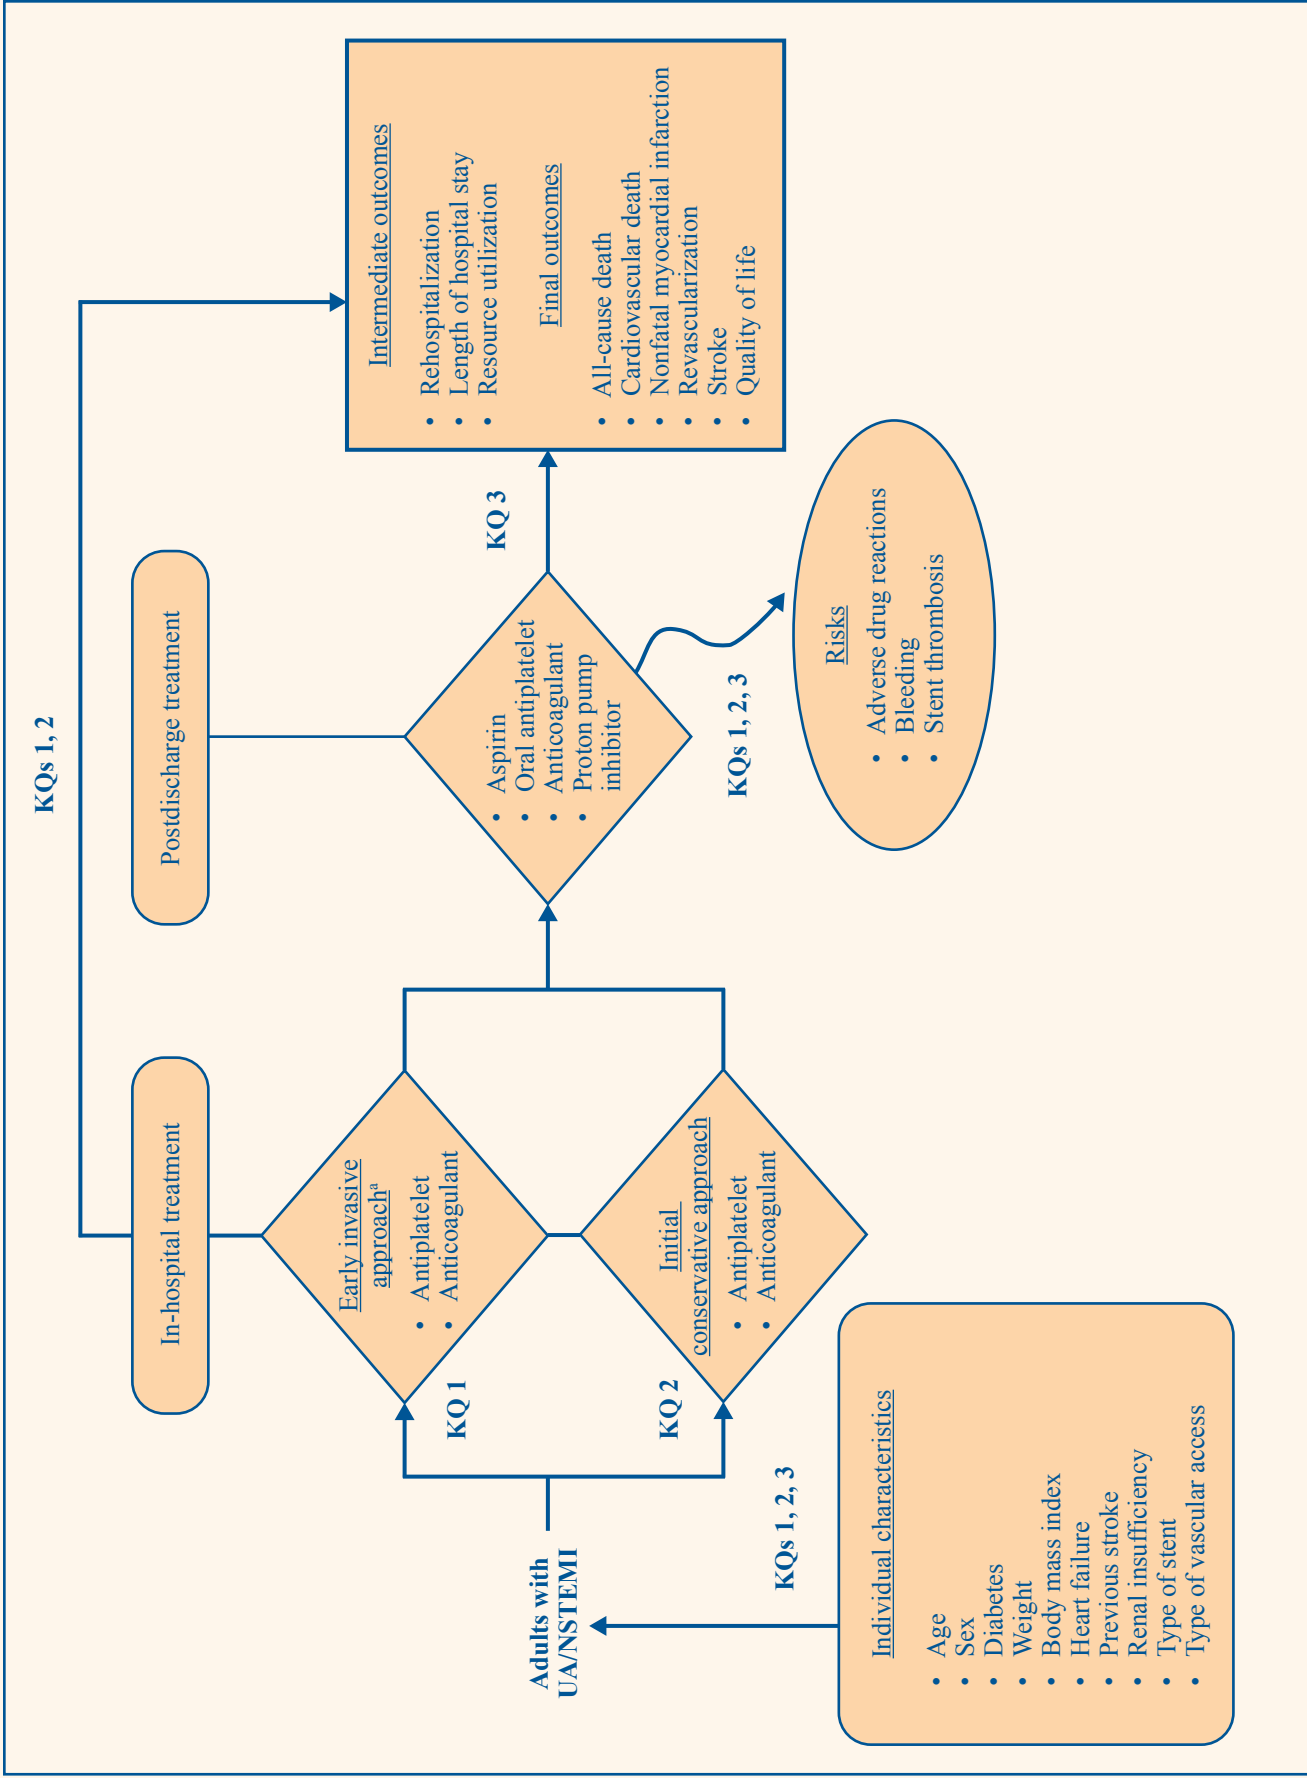 KQs 1, 2
In-hospital treatment
Postdischarge treatment
Adults with
UA/NSTEMI
KQ 1
Early invasive
approachᵃ
• Antiplatelet
• Anticoagulant
KQ 2
Initial
conservative approach
• Antiplatelet
• Anticoagulant
• Aspirin
• Oral antiplatelet
• Anticoagulant
• Proton pump
inhibitor
KQ 3
Intermediate outcomes
• Rehospitalization
• Length of hospital stay
• Resource utilization
Final outcomes
• All-cause death
• Cardiovascular death
• Nonfatal myocardial infarction
• Revascularization
• Stroke
• Quality of life
KQs 1, 2, 3
Individual characteristics
• Age
• Sex
• Diabetes
• Weight
• Body mass index
• Heart failure
• Previous stroke
• Renal insufficiency
• Type of stent
• Type of vascular access
KQs 1, 2, 3
Risks
• Adverse drug reactions
• Bleeding
• Stent thrombosis